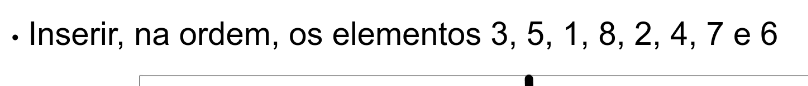 • Inserir, na ordem, os elementos 3, 5, 1, 8, 2, 4, 7 e 6